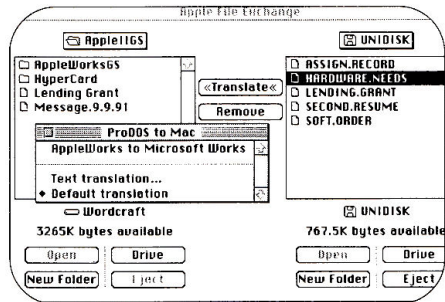 Apple File Exchange
AppleIIGS
UNIDISK
AppleWorksGS
HyperCard
Lending Grant
Message.9.9.91
«Translate«
Remove
ASSIGN.RECORD
HARDWARE.NEEDS
LENDING.GRANT
SECOND.RESUME
SOFT.ORDER
ProDOS to Mac
AppleWorks to Microsoft Works
Text translation...
Default translation
Wordcraft
3265K bytes available
Open
Drive
New Folder
Eject
UNIDISK
767.5K bytes available
Open
Drive
New Folder
Eject